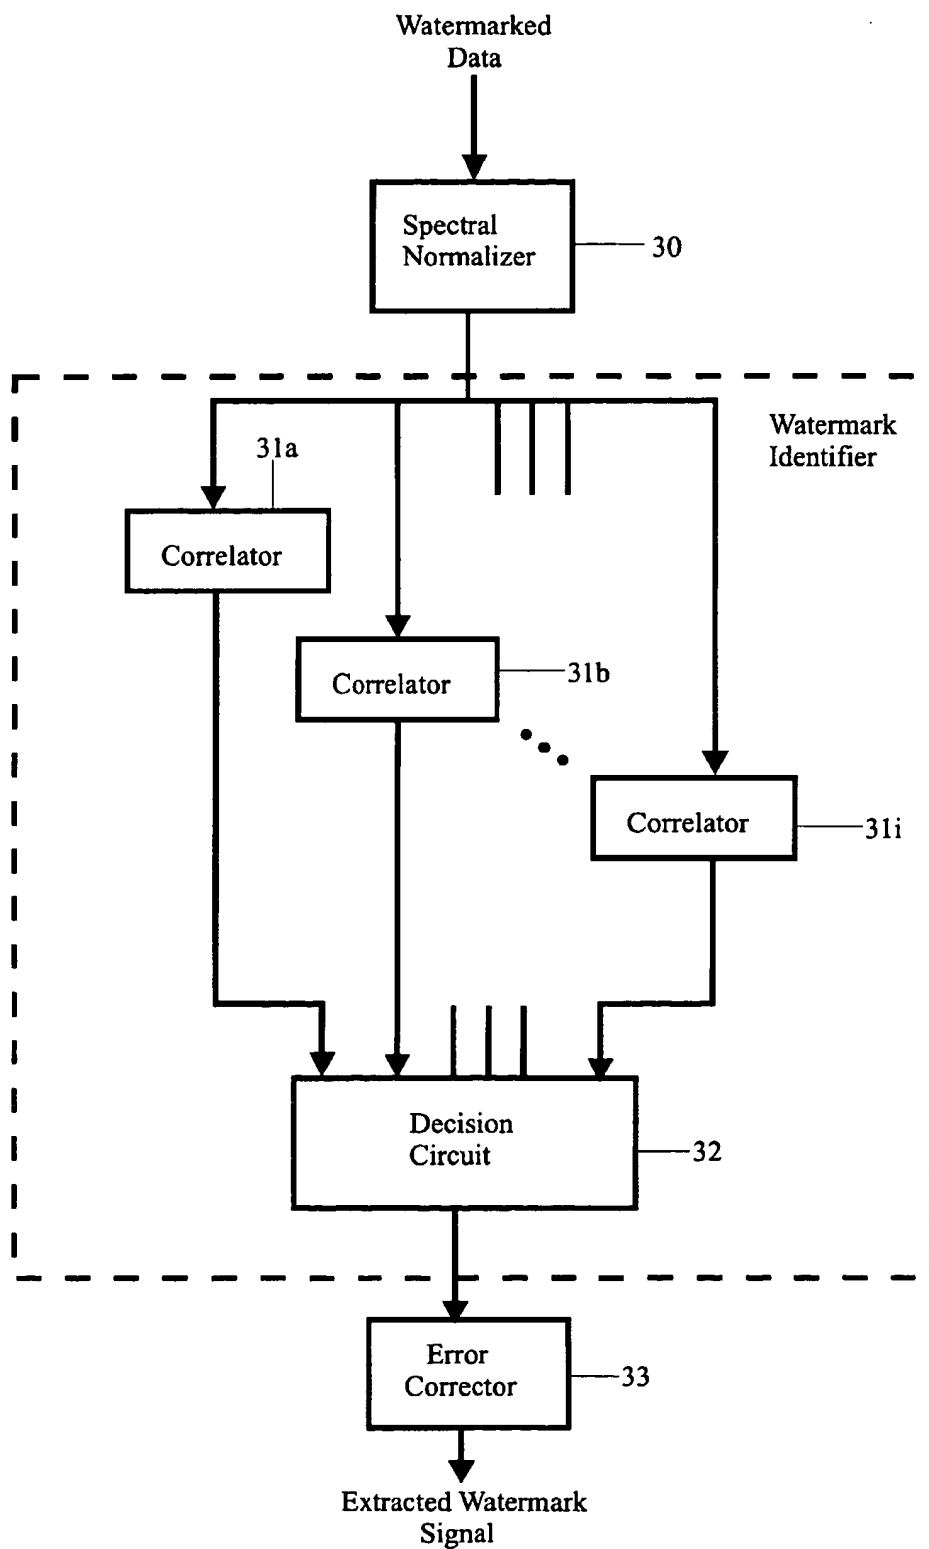 Watermarked
Data
Spectral
Normalizer
30
Watermark
Identifier
31a
Correlator
Correlator
31b
Correlator
31i
Decision
Circuit
32
Error
Corrector
33
Extracted Watermark
Signal